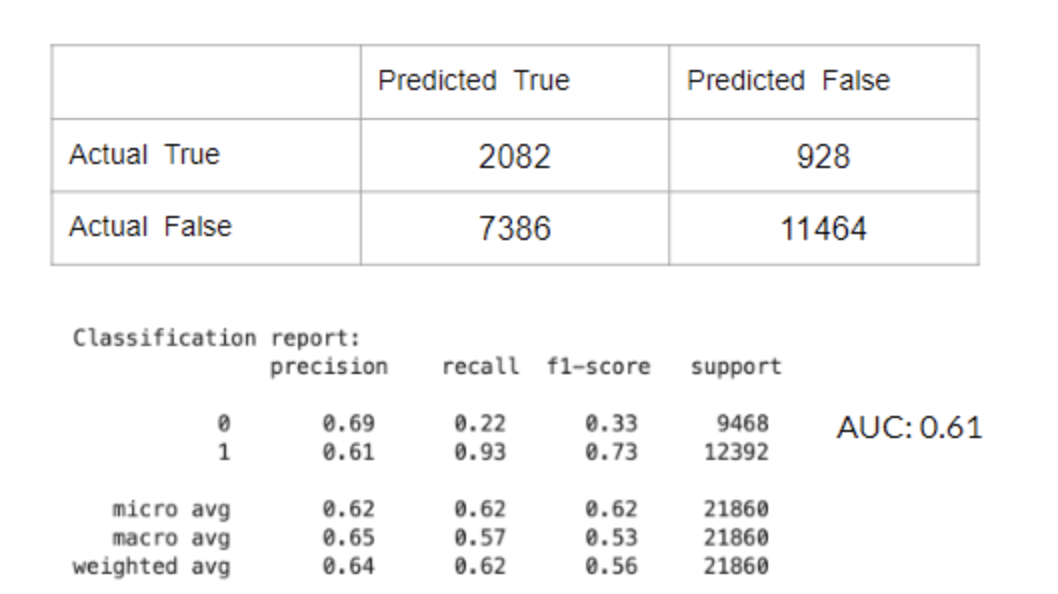 Predicted True Predicted False
Actual True 2082 928
Actual False 7386 11464
Classification report:
precision recall f1-score support
0 0.69 0.22 0.33 9468
AUC: 0.61
1 0.61 0.93 0.73 12392
micro avg 0.62 0.62 0.62 21860
macro avg 0.65 0.57 0.53 21860
weighted avg 0.64 0.62 0.56 21860